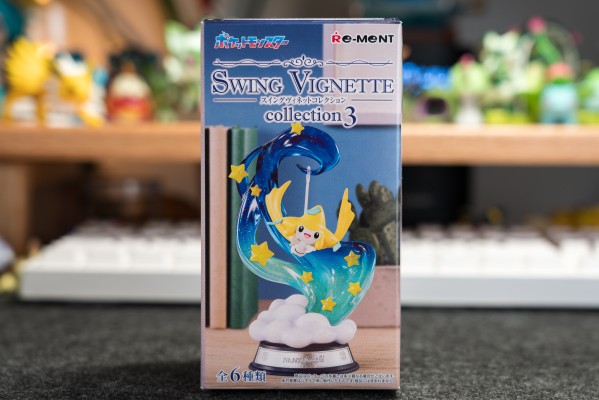 ポケットモンスター
Re-MENT
SWING VIGNETTE
スイングヴィネットコレクション
collection 3
全6種類